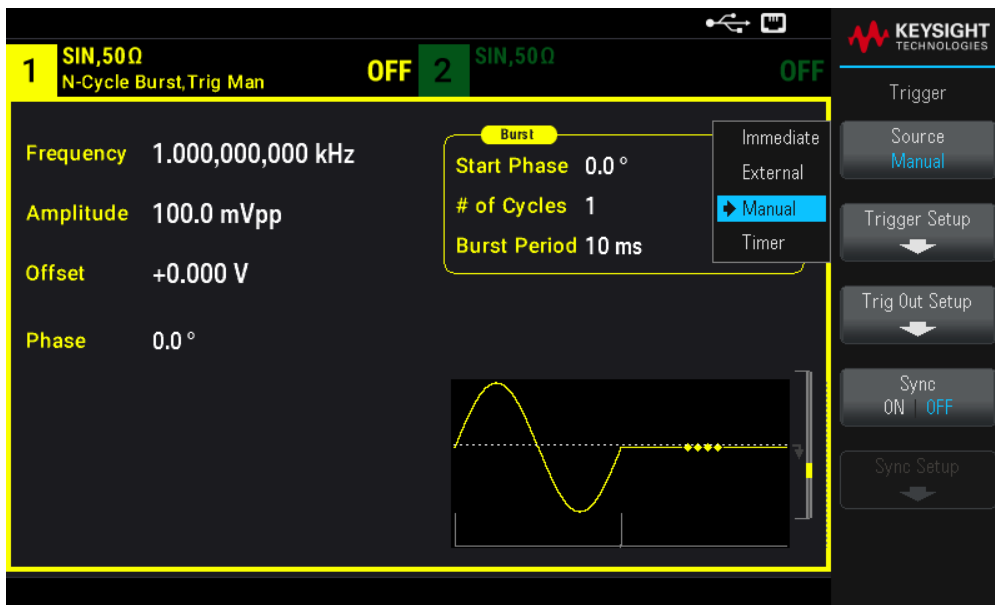 KEYSIGHT
TECHNOLOGIES
1
SIN,50Ω
N-Cycle Burst,Trig Man
OFF
2
SIN,50Ω
OFF
Frequency 1.000,000,000 kHz
Amplitude 100.0 mVpp
Offset +0.000 V
Phase 0.0 °
Burst
Start Phase 0.0 °
# of Cycles 1
Burst Period 10 ms
Immediate
External
Manual
Timer
Trigger
Source
Manual
Trigger Setup
Trig Out Setup
Sync
ON | OFF
Sync Setup